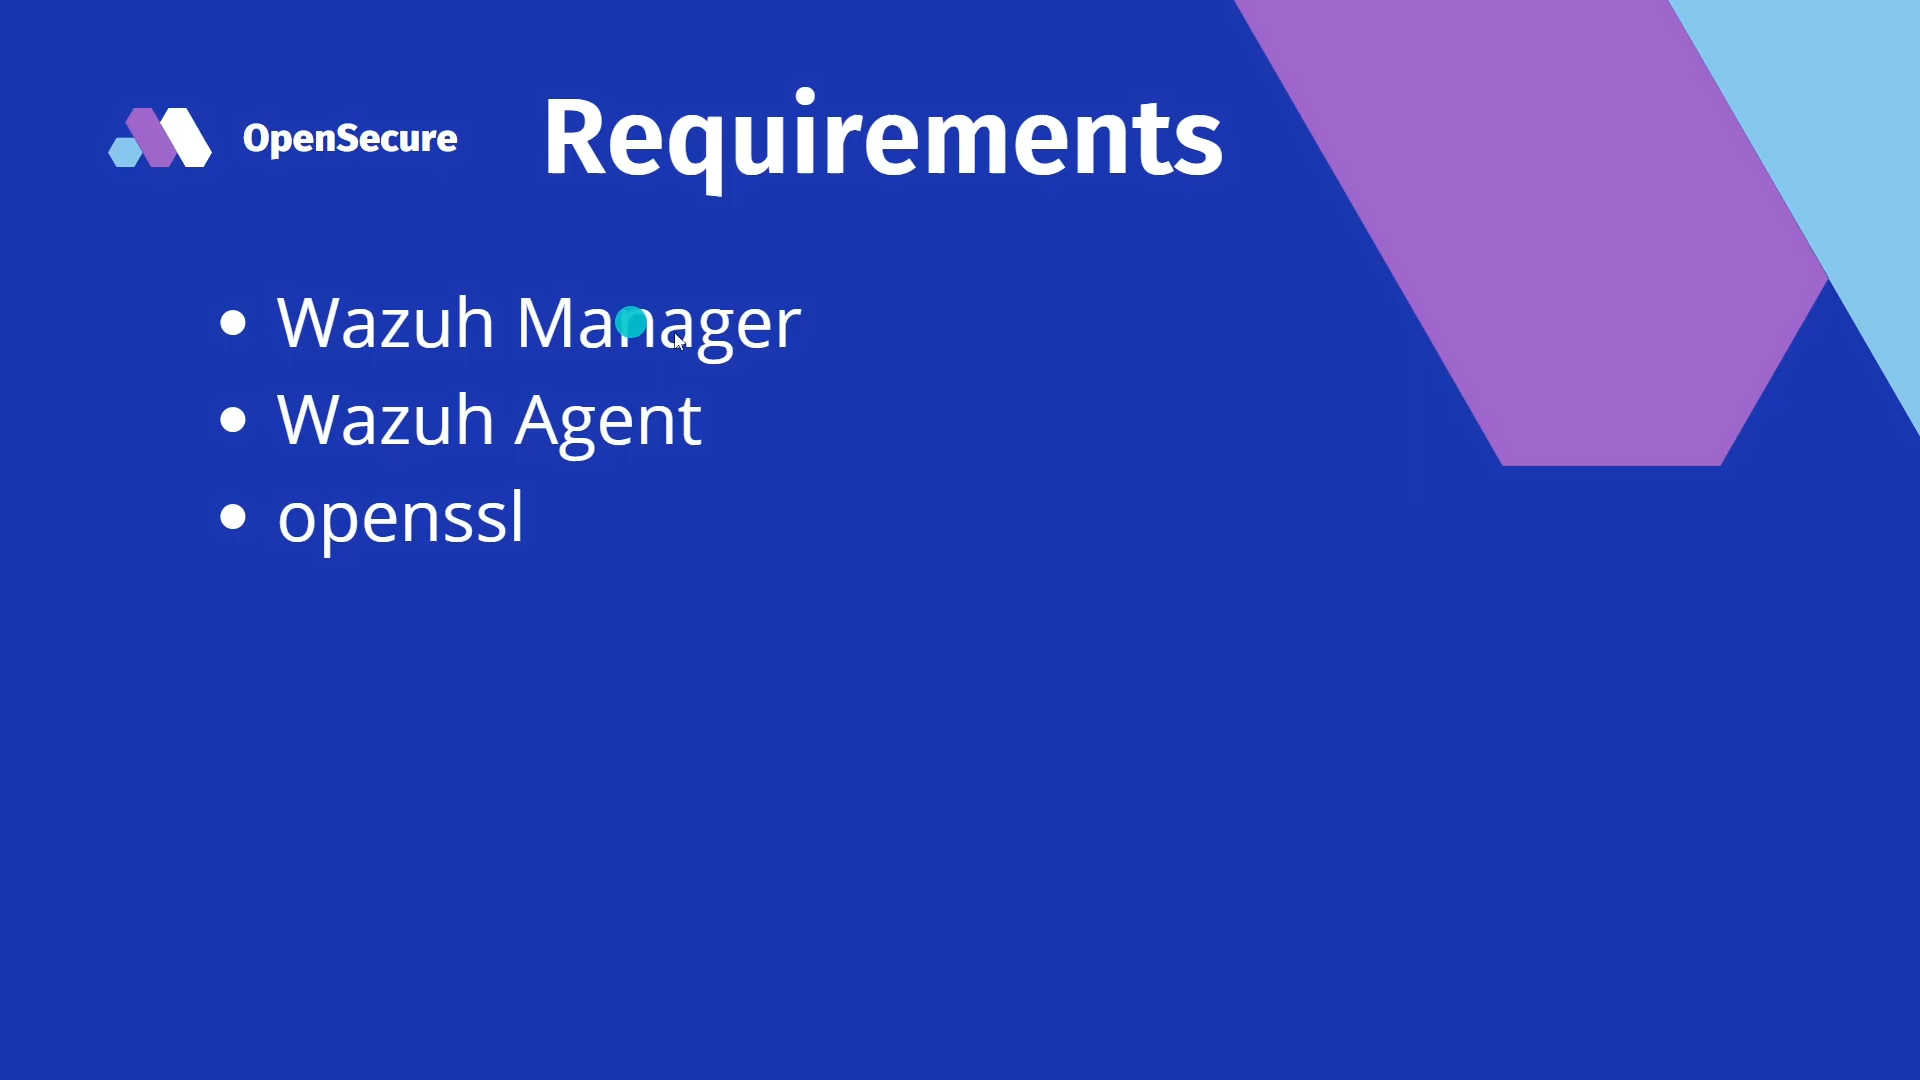 OpenSecure
Requirements
• Wazuh Manager
• Wazuh Agent
• openssl